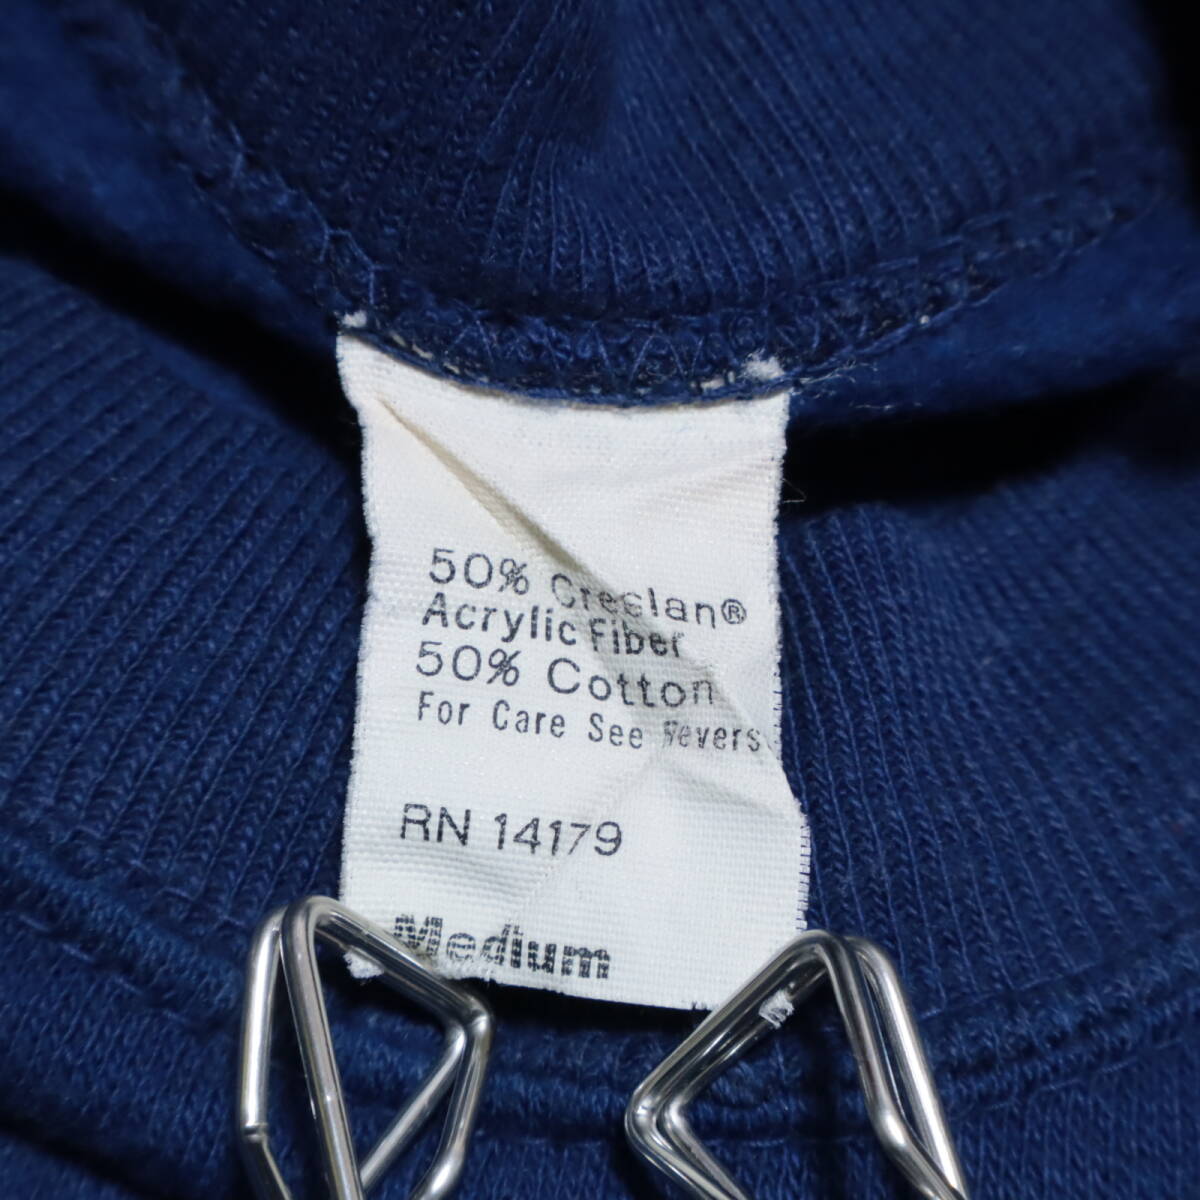 50% Creslan®
Acrylic Fiber
50% Cotton
For Care See Revers
RN 14179
Medium